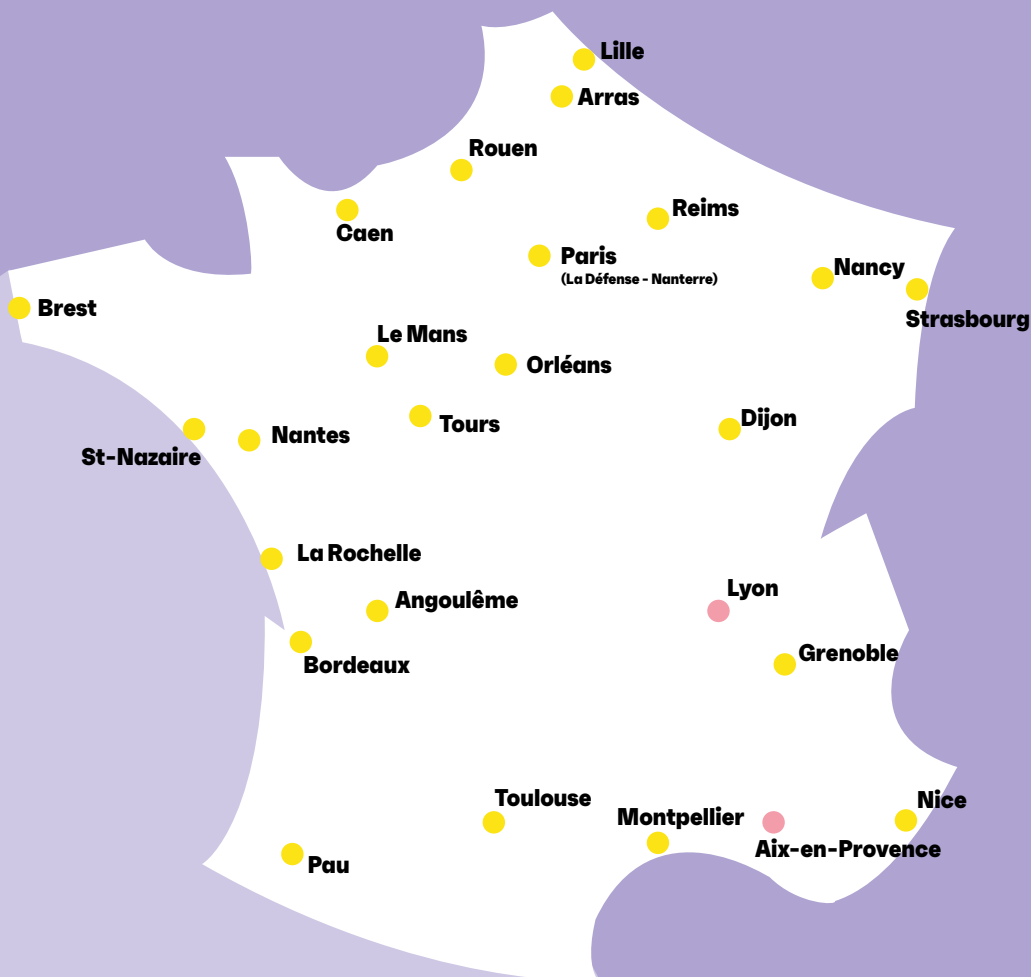 Lille
Arras
Rouen
Reims
Caen
Paris
(La Défense - Nanterre)
Nancy
Brest
Strasbourg
Le Mans
Orléans
Dijon
Tours
Nantes
St-Nazaire
La Rochelle
Lyon
Angoulême
Grenoble
Bordeaux
Toulouse
Nice
Montpellier
Aix-en-Provence
Pau